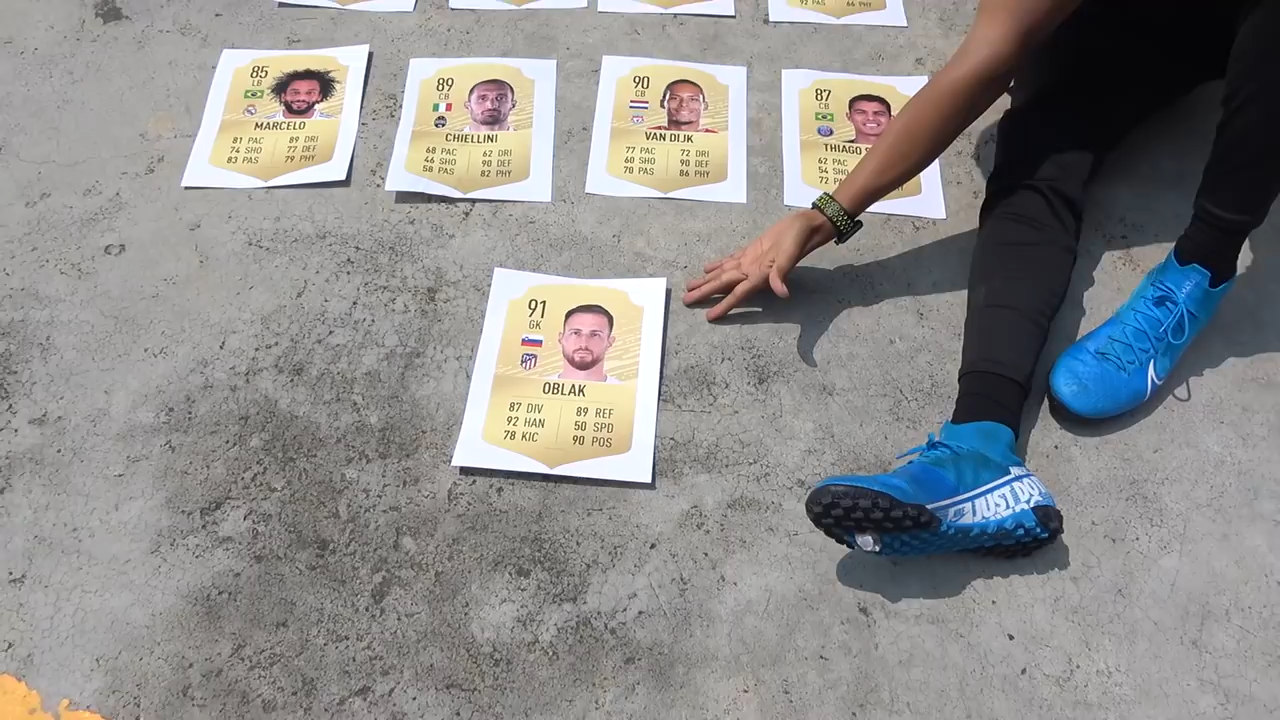 92 PAS 66 PHY
85
LB
MARCELO
81 PAC 89 DRI
74 SHO 77 DEF
83 PAS 79 PHY
89
CB
CHIELLINI
68 PAC 62 DRI
46 SHO 90 DEF
58 PAS 82 PHY
90
CB
VAN DIJK
77 PAC 72 DRI
60 SHO 90 DEF
70 PAS 86 PHY
87
CB
THIAGO
62 PAC
54 SHO
72
91
GK
OBLAK
87 DIV 89 REF
92 HAN 50 SPD
78 KIC 90 POS
JUST DO